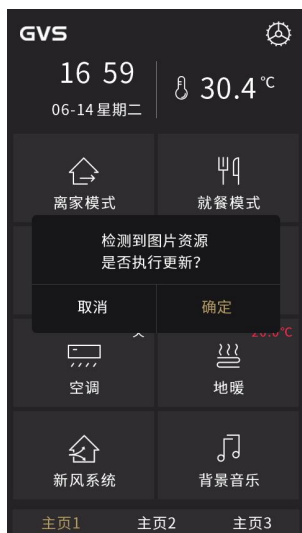 GVS
16 59
06-14 星期二
30.4 ℃
离家模式
就餐模式
检测到图片资源
是否执行更新?
取消
确定
空调
地暖
新风系统
背景音乐
主页1
主页2
主页3